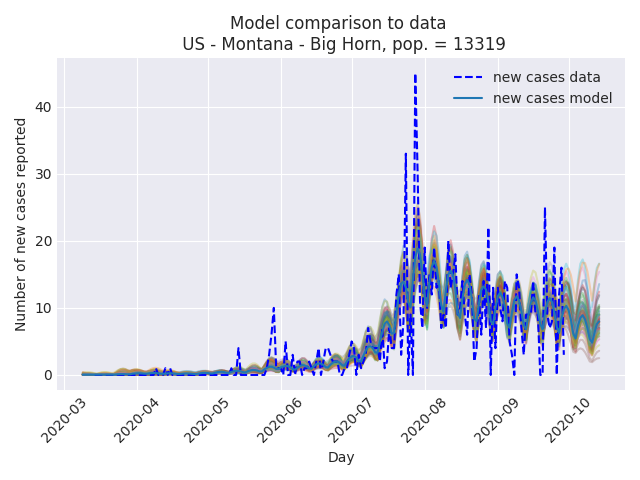 Model comparison to data
US - Montana - Big Horn, pop. = 13319
new cases data
new cases model
Number of new cases reported
40
30
20
10
0
2020-03
2020-04
2020-05
2020-06
2020-07
2020-08
2020-09
2020-10
Day